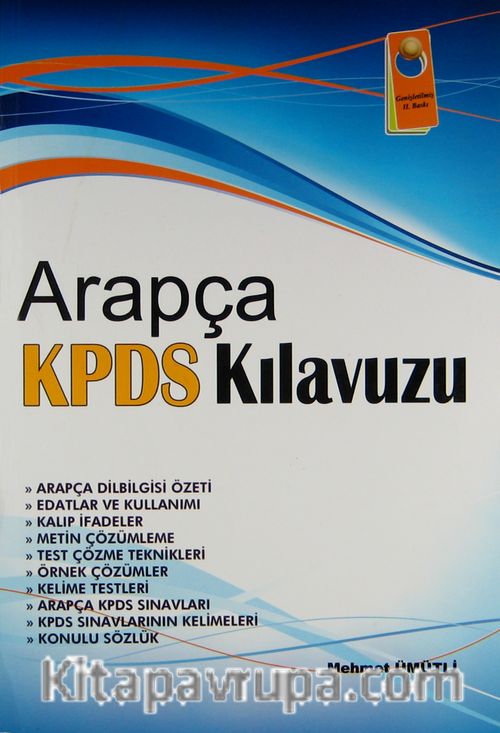 Genişletilmiş
II. Baskı
Arapça
KPDS Kılavuzu
» ARAPÇA DİLBİLGİSİ ÖZETİ
» EDATLAR VE KULLANIMI
» KALIP İFADELER
» METİN ÇÖZÜMLEME
» TEST ÇÖZME TEKNİKLERİ
» ÖRNEK ÇÖZÜMLER
» KELİME TESTLERİ
» ARAPÇA KPDS SINAVLARI
» KPDS SINAVLARININ KELİMELERİ
» KONULU SÖZLÜK
Mehmet ÜMÜTLİ
Kitapavrupa.com